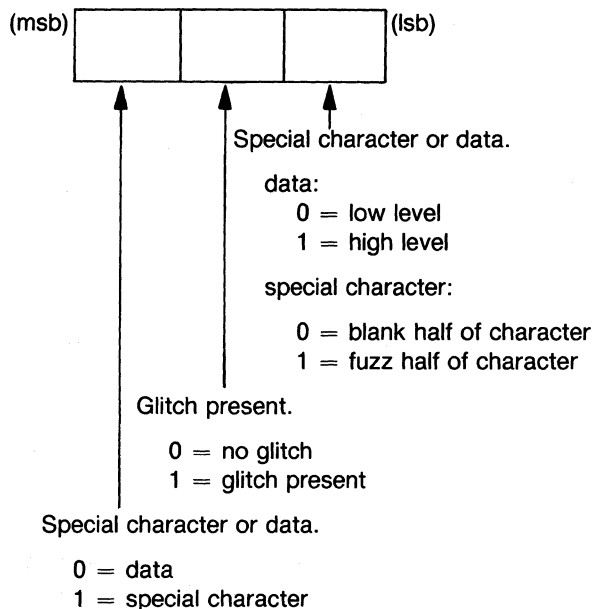 (msb)
(lsb)
Special character or data.
data:
0 = low level
1 = high level
special character:
0 = blank half of character
1 = fuzz half of character
Glitch present.
0 = no glitch
1 = glitch present
Special character or data.
0 = data
1 = special character